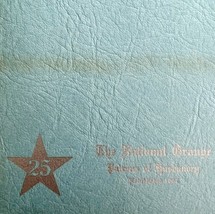 The National Grange
Patrons of Husbandry
25